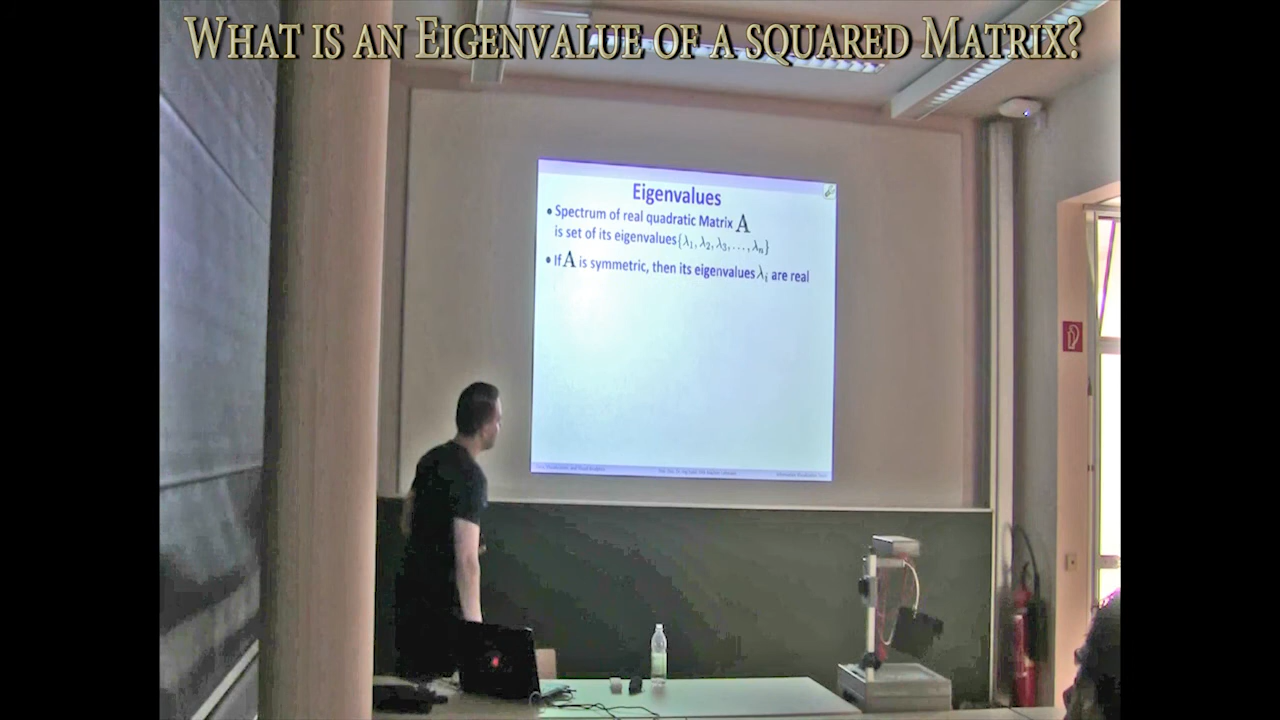 WHAT IS AN EIGENVALUE OF A SQUARED MATRIX?
Eigenvalues
• Spectrum of real quadratic Matrix A
is set of its eigenvalues {λ₁, λ₂, λ₃, …, λₙ}
• If A is symmetric, then its eigenvalues λᵢ are real